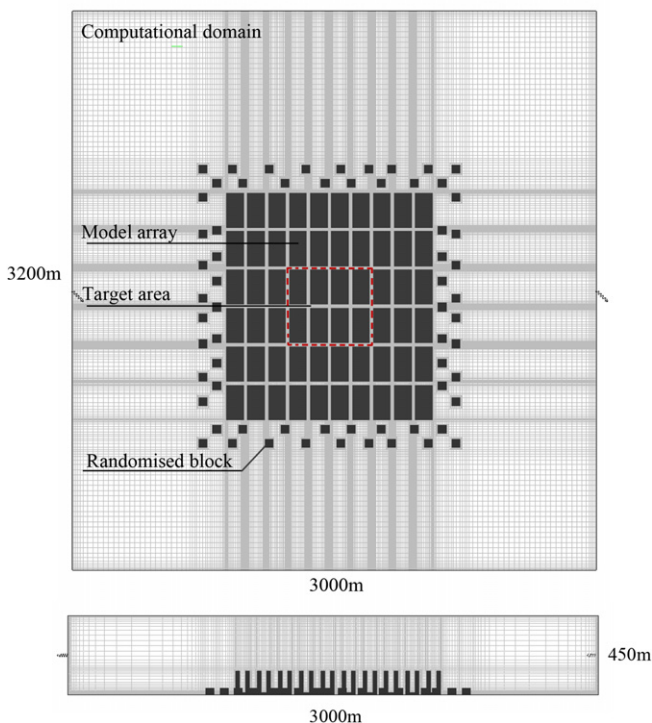 Computational domain
Model array
3200m
Target area
Randomised block
3000m
450m
3000m